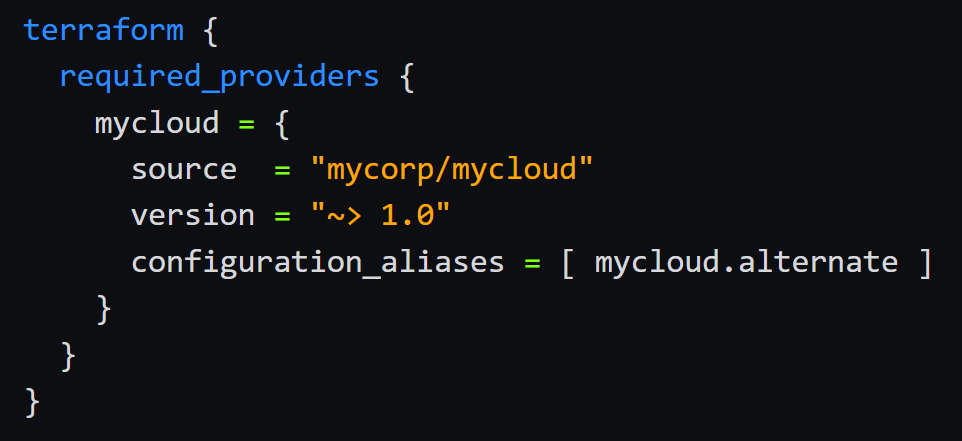 terraform {
  required_providers {
    mycloud = {
      source  = "mycorp/mycloud"
      version = "~> 1.0"
      configuration_aliases = [ mycloud.alternate ]
    }
  }
}